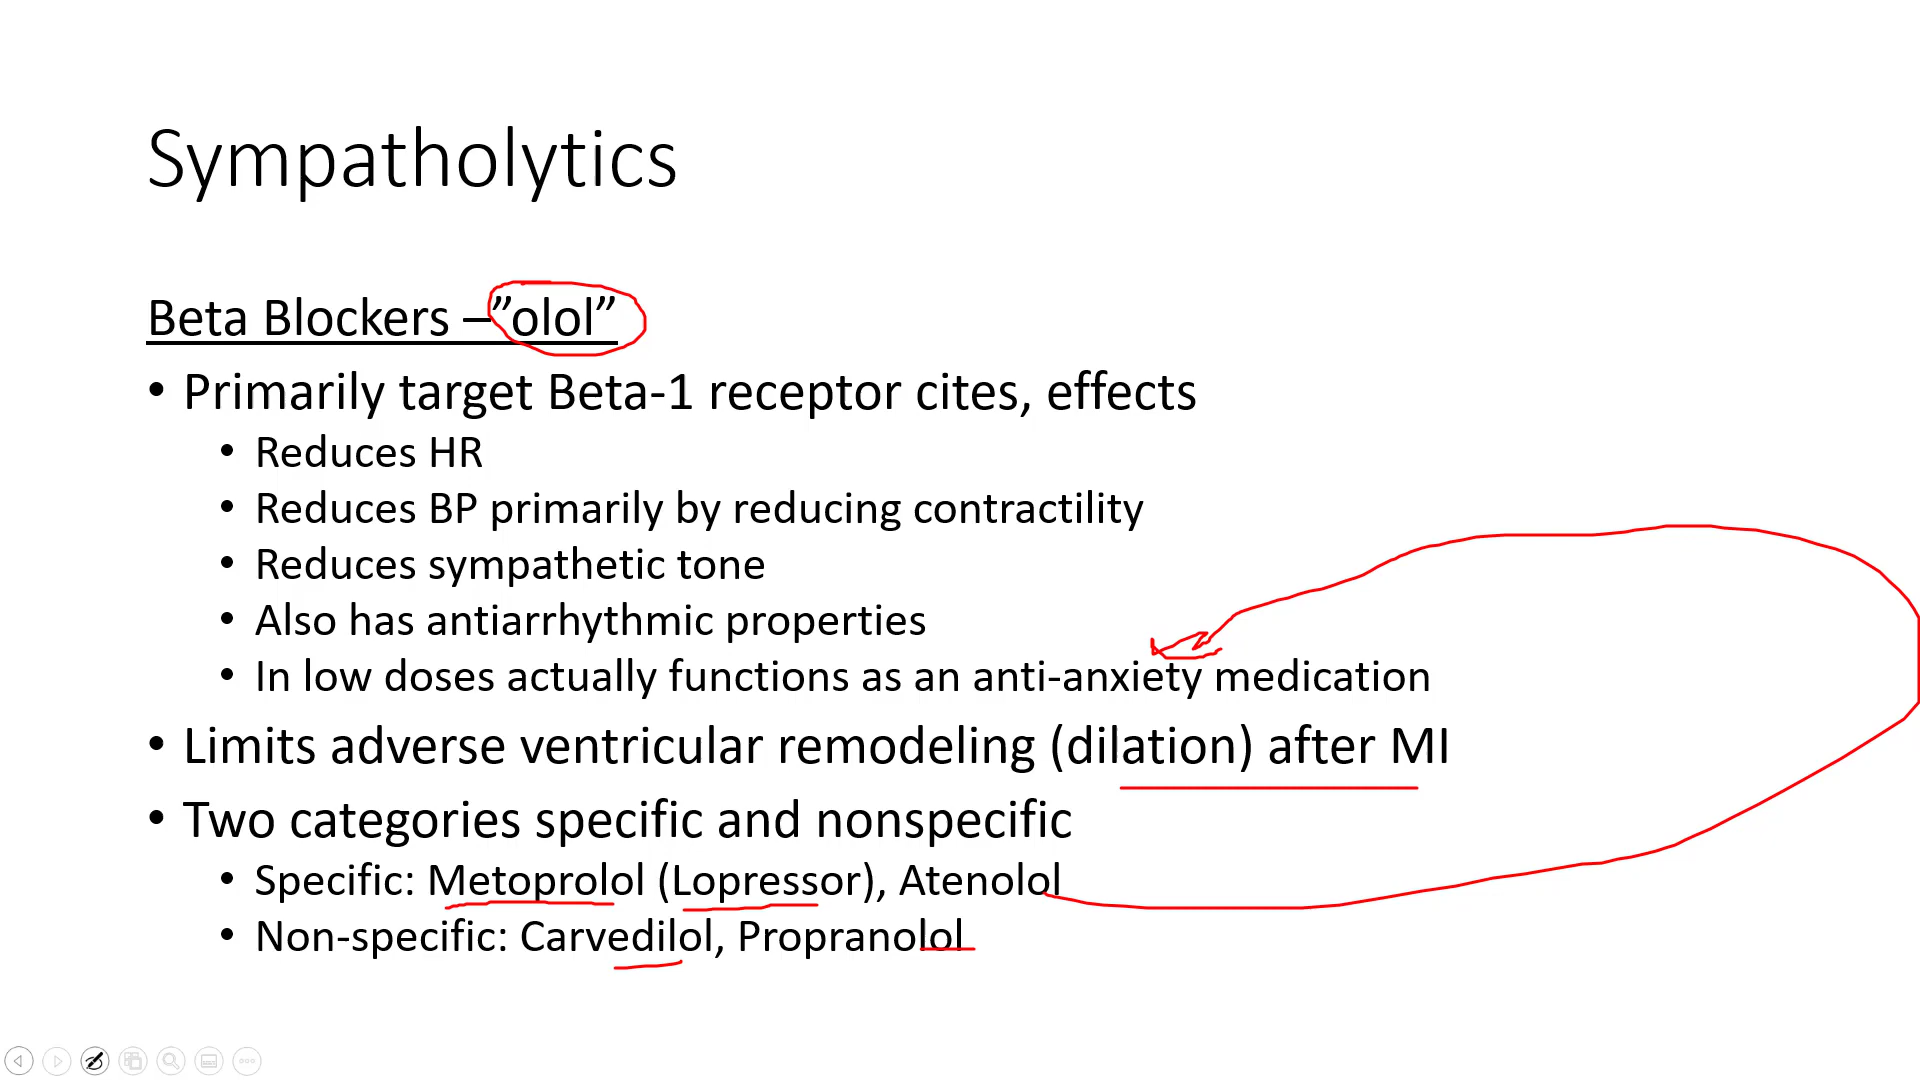 Sympatholytics
Beta Blockers –”olol”
• Primarily target Beta-1 receptor cites, effects
• Reduces HR
• Reduces BP primarily by reducing contractility
• Reduces sympathetic tone
• Also has antiarrhythmic properties
• In low doses actually functions as an anti-anxiety medication
• Limits adverse ventricular remodeling (dilation) after MI
• Two categories specific and nonspecific
• Specific: Metoprolol (Lopressor), Atenolol
• Non-specific: Carvedilol, Propranolol